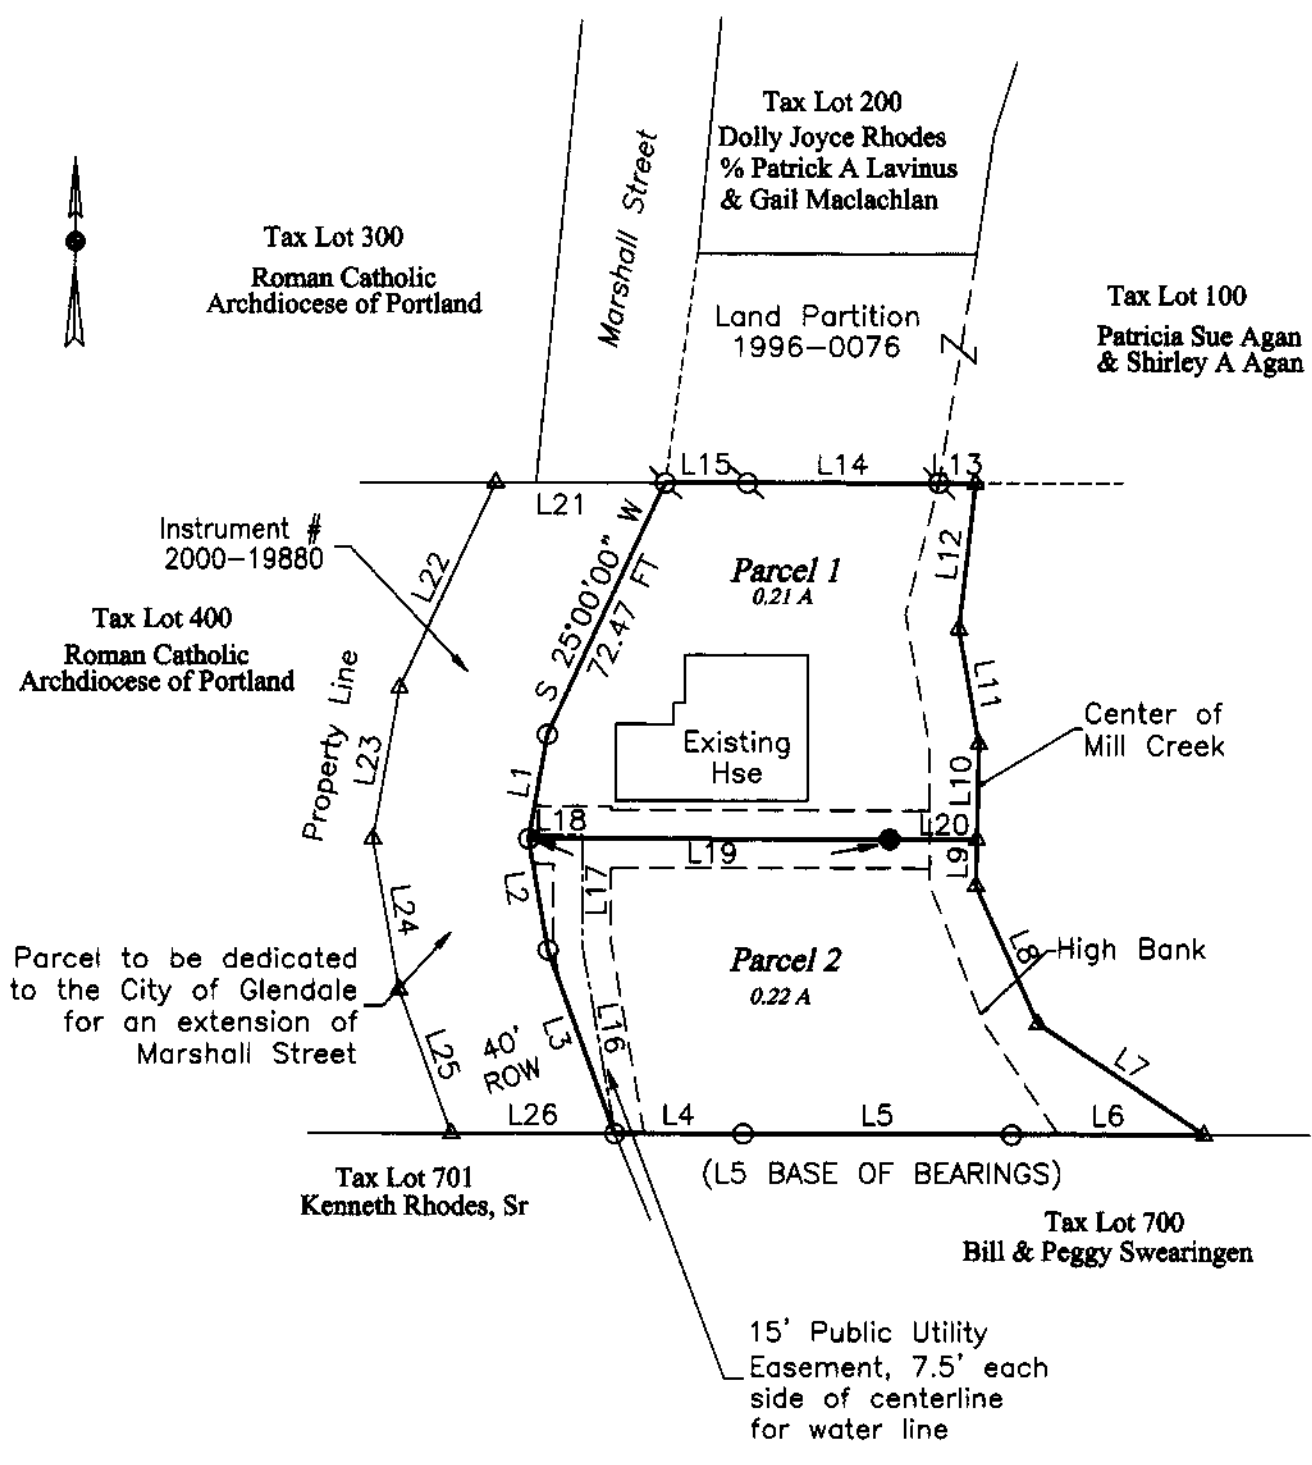 Tax Lot 200
Dolly Joyce Rhodes
% Patrick A Lavinus
& Gail Maclachlan
Marshall Street
Tax Lot 300
Roman Catholic
Archdiocese of Portland
Land Partition
1996-0076
Tax Lot 100
Patricia Sue Agan
& Shirley A Agan
L15
L14
L13
L21
Instrument #
2000-19880
L22
S 25°00'00" W
72.47 FT
Parcel 1
0.21 A
L12
Tax Lot 400
Roman Catholic
Archdiocese of Portland
Property Line
L23
L11
Center of
Mill Creek
Existing
Hse
L1
L10
L18
L19
L20
L9
L2
L17
L24
L8
High Bank
Parcel to be dedicated
to the City of Glendale
for an extension of
Marshall Street
Parcel 2
0.22 A
L25
40'
ROW
L3
L16
L7
L26
L4
L5
L6
(L5 BASE OF BEARINGS)
Tax Lot 701
Kenneth Rhodes, Sr
Tax Lot 700
Bill & Peggy Swearingen
15' Public Utility
Easement, 7.5' each
side of centerline
for water line